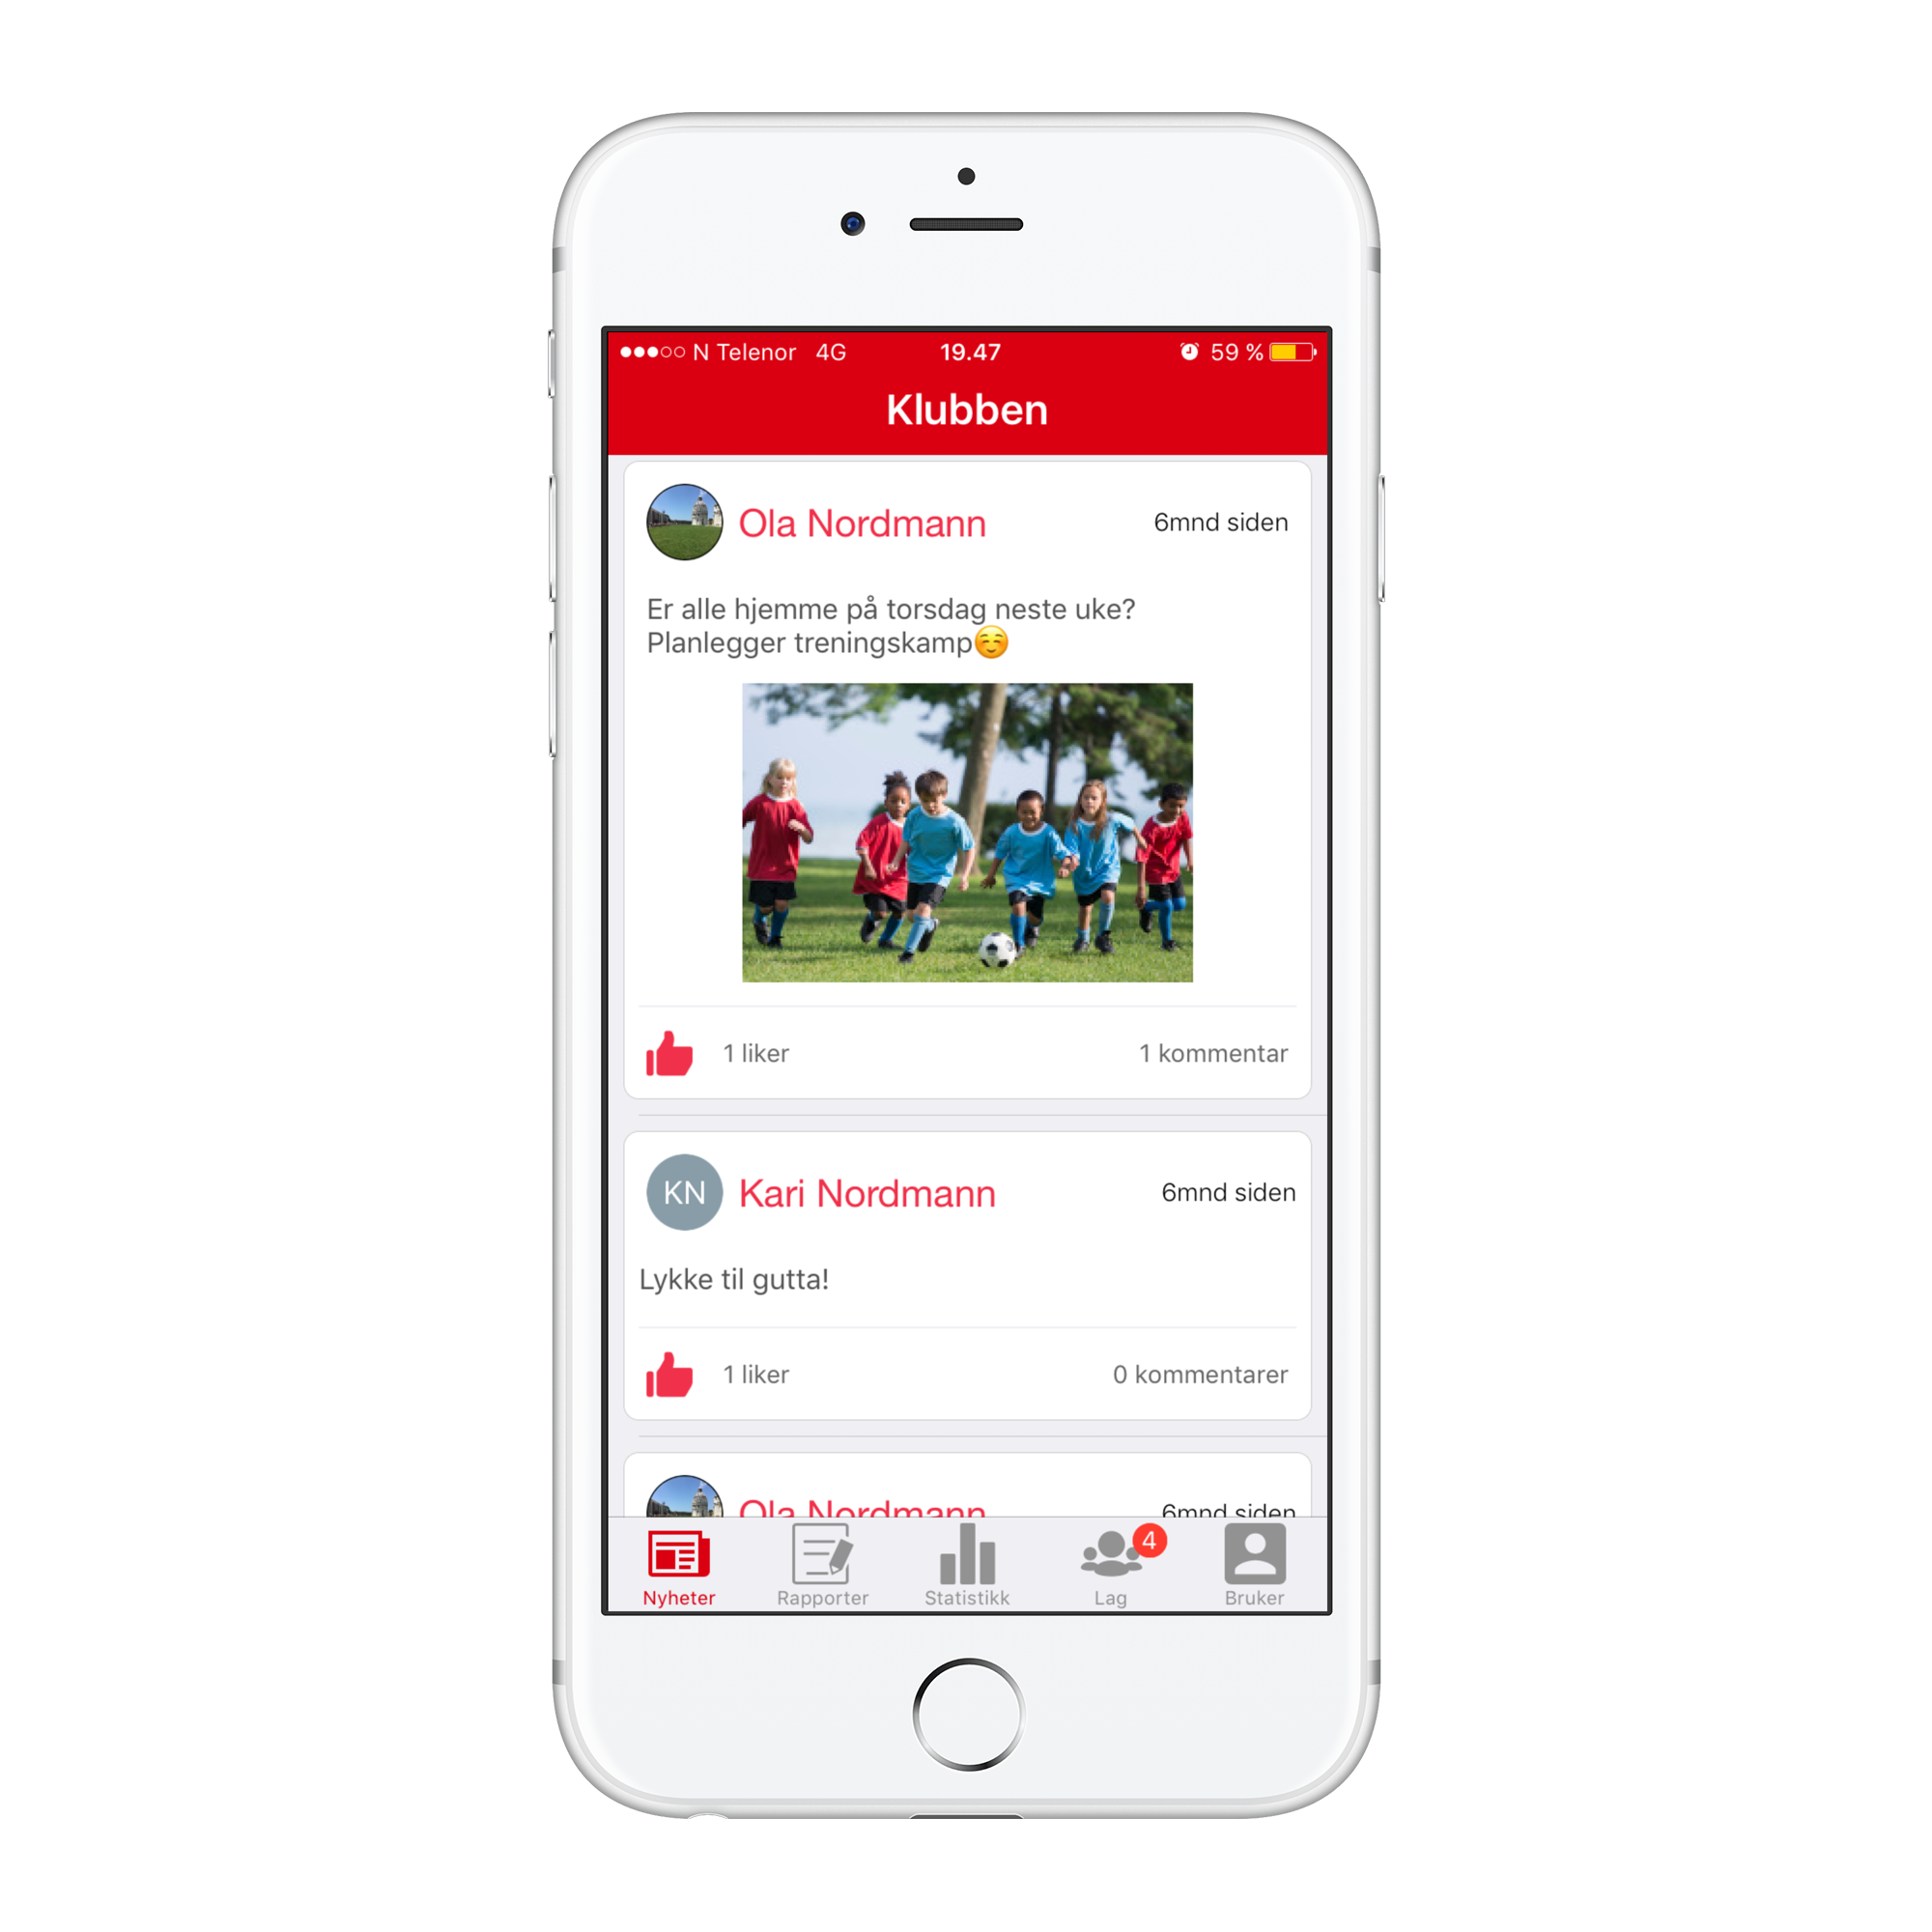 N Telenor 4G 19.47 59 %
Klubben
Ola Nordmann 6mnd siden
Er alle hjemme på torsdag neste uke?
Planlegger treningskamp☺️
1 liker 1 kommentar
KN Kari Nordmann 6mnd siden
Lykke til gutta!
1 liker 0 kommentarer
Ola Nordmann 6mnd siden
4
Nyheter Rapporter Statistikk Lag Bruker